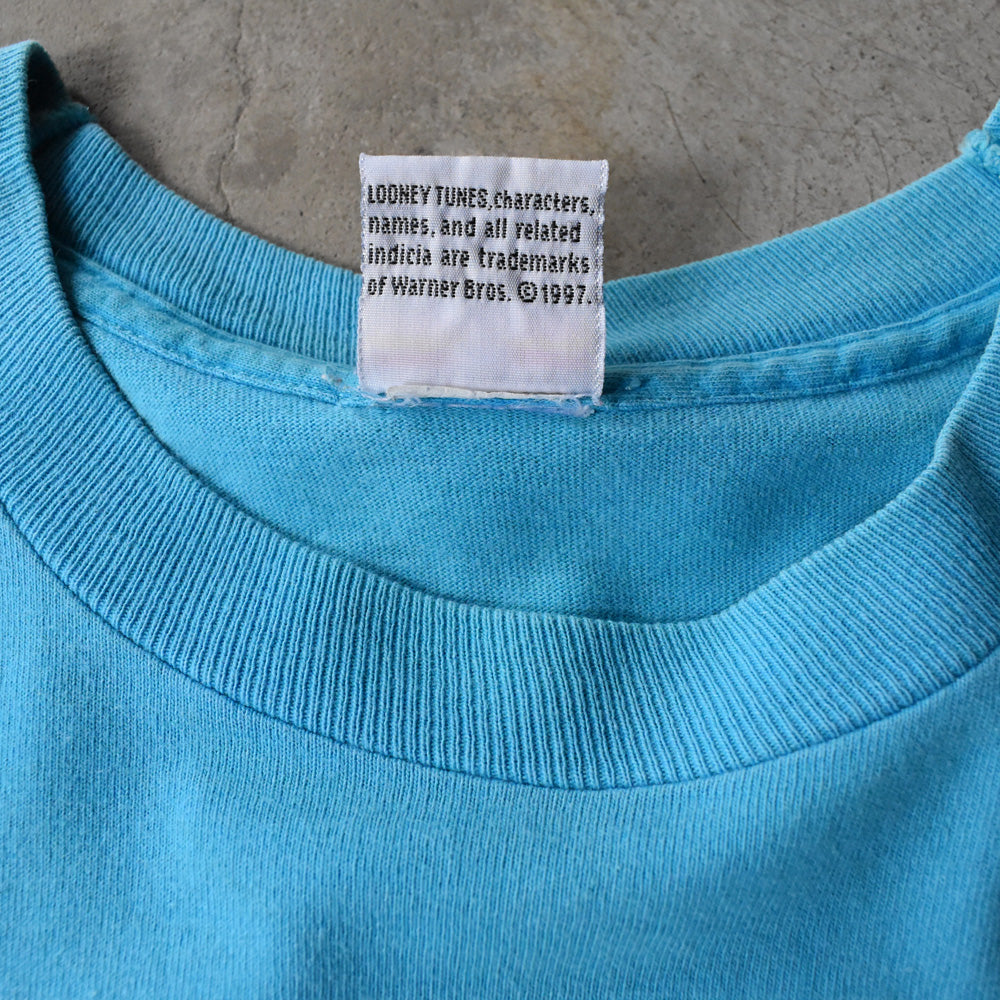 LOONEY TUNES, characters,
names, and all related
indicia are trademarks
of Warner Bros. © 1997.